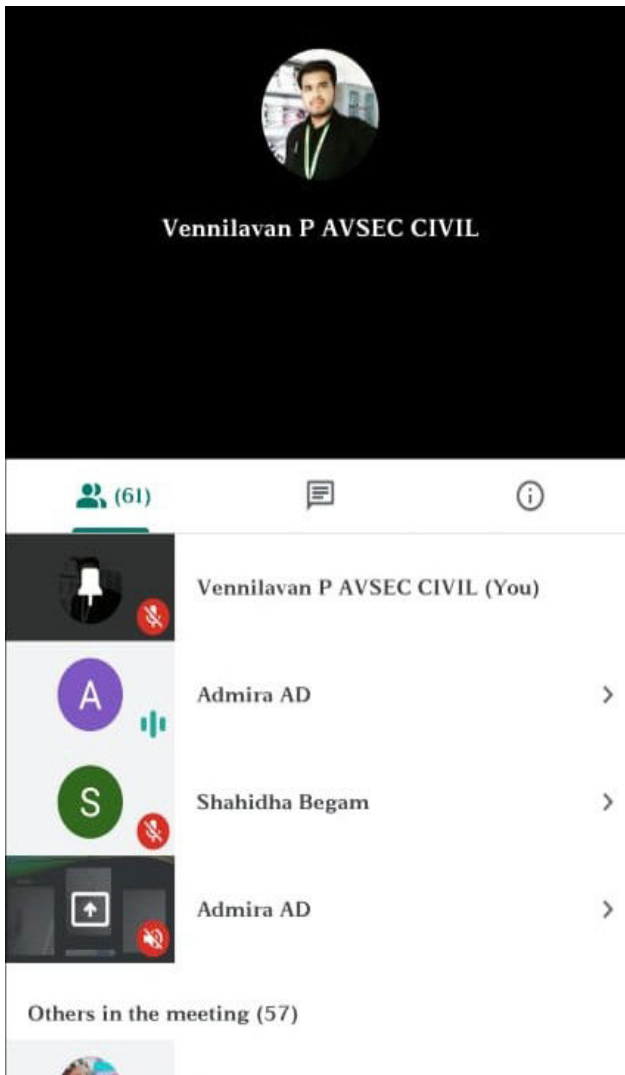 Vennilavan P AVSEC CIVIL
(61)
Vennilavan P AVSEC CIVIL (You)
A
Admira AD
S
Shahidha Begam
Admira AD
Others in the meeting (57)